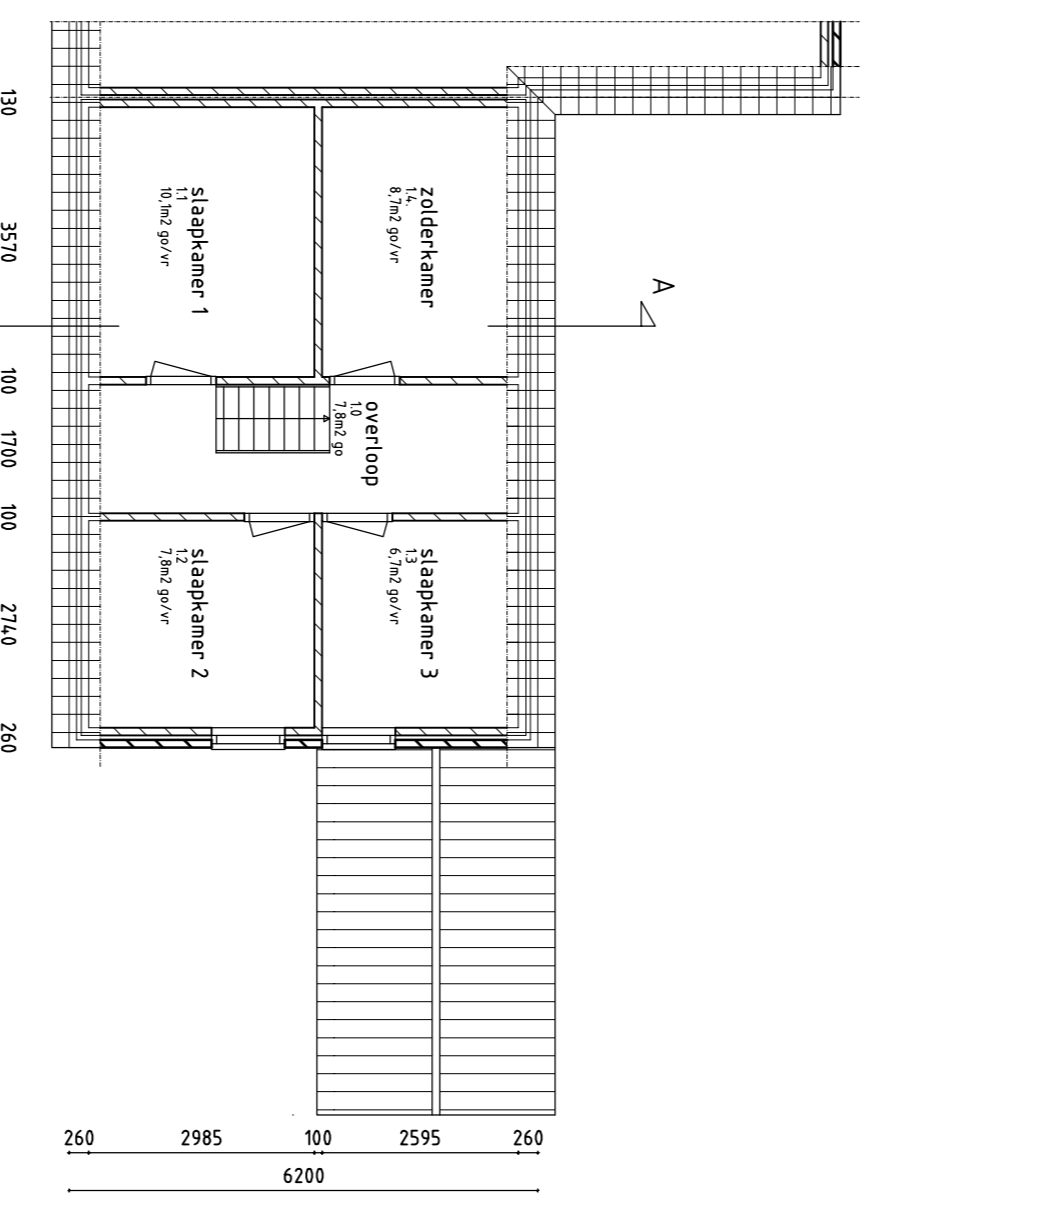 130
3570
100
1700
100
2740
260
slaapkamer 1
1.1
10,1m2 go/vr
zolderkamer
1.4.
8,7m2 go/vr
A
overloop
1.0
7,8m2 go
slaapkamer 2
1.2
7,8m2 go/vr
slaapkamer 3
1.3
6,7m2 go/vr
260 2985 100 2595 260
6200